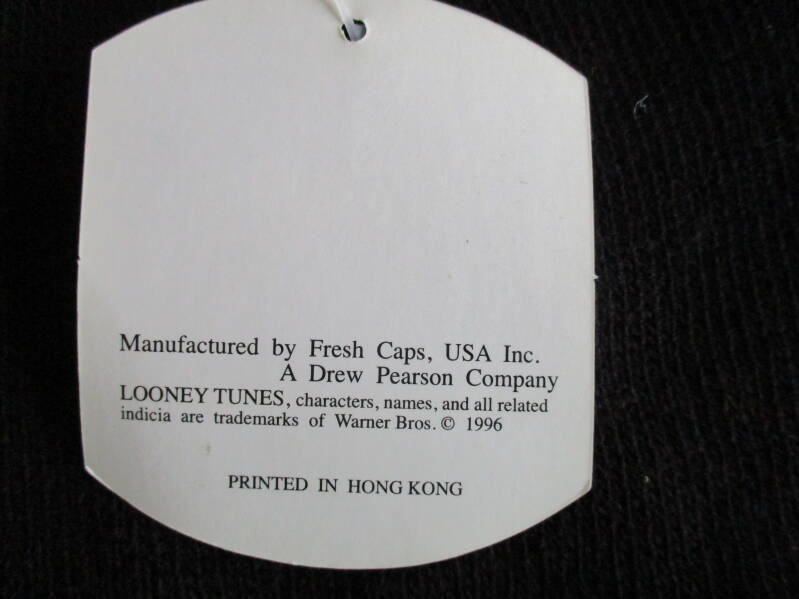 Manufactured by Fresh Caps, USA Inc.
A Drew Pearson Company
LOONEY TUNES, characters, names, and all related
indicia are trademarks of Warner Bros. © 1996
PRINTED IN HONG KONG